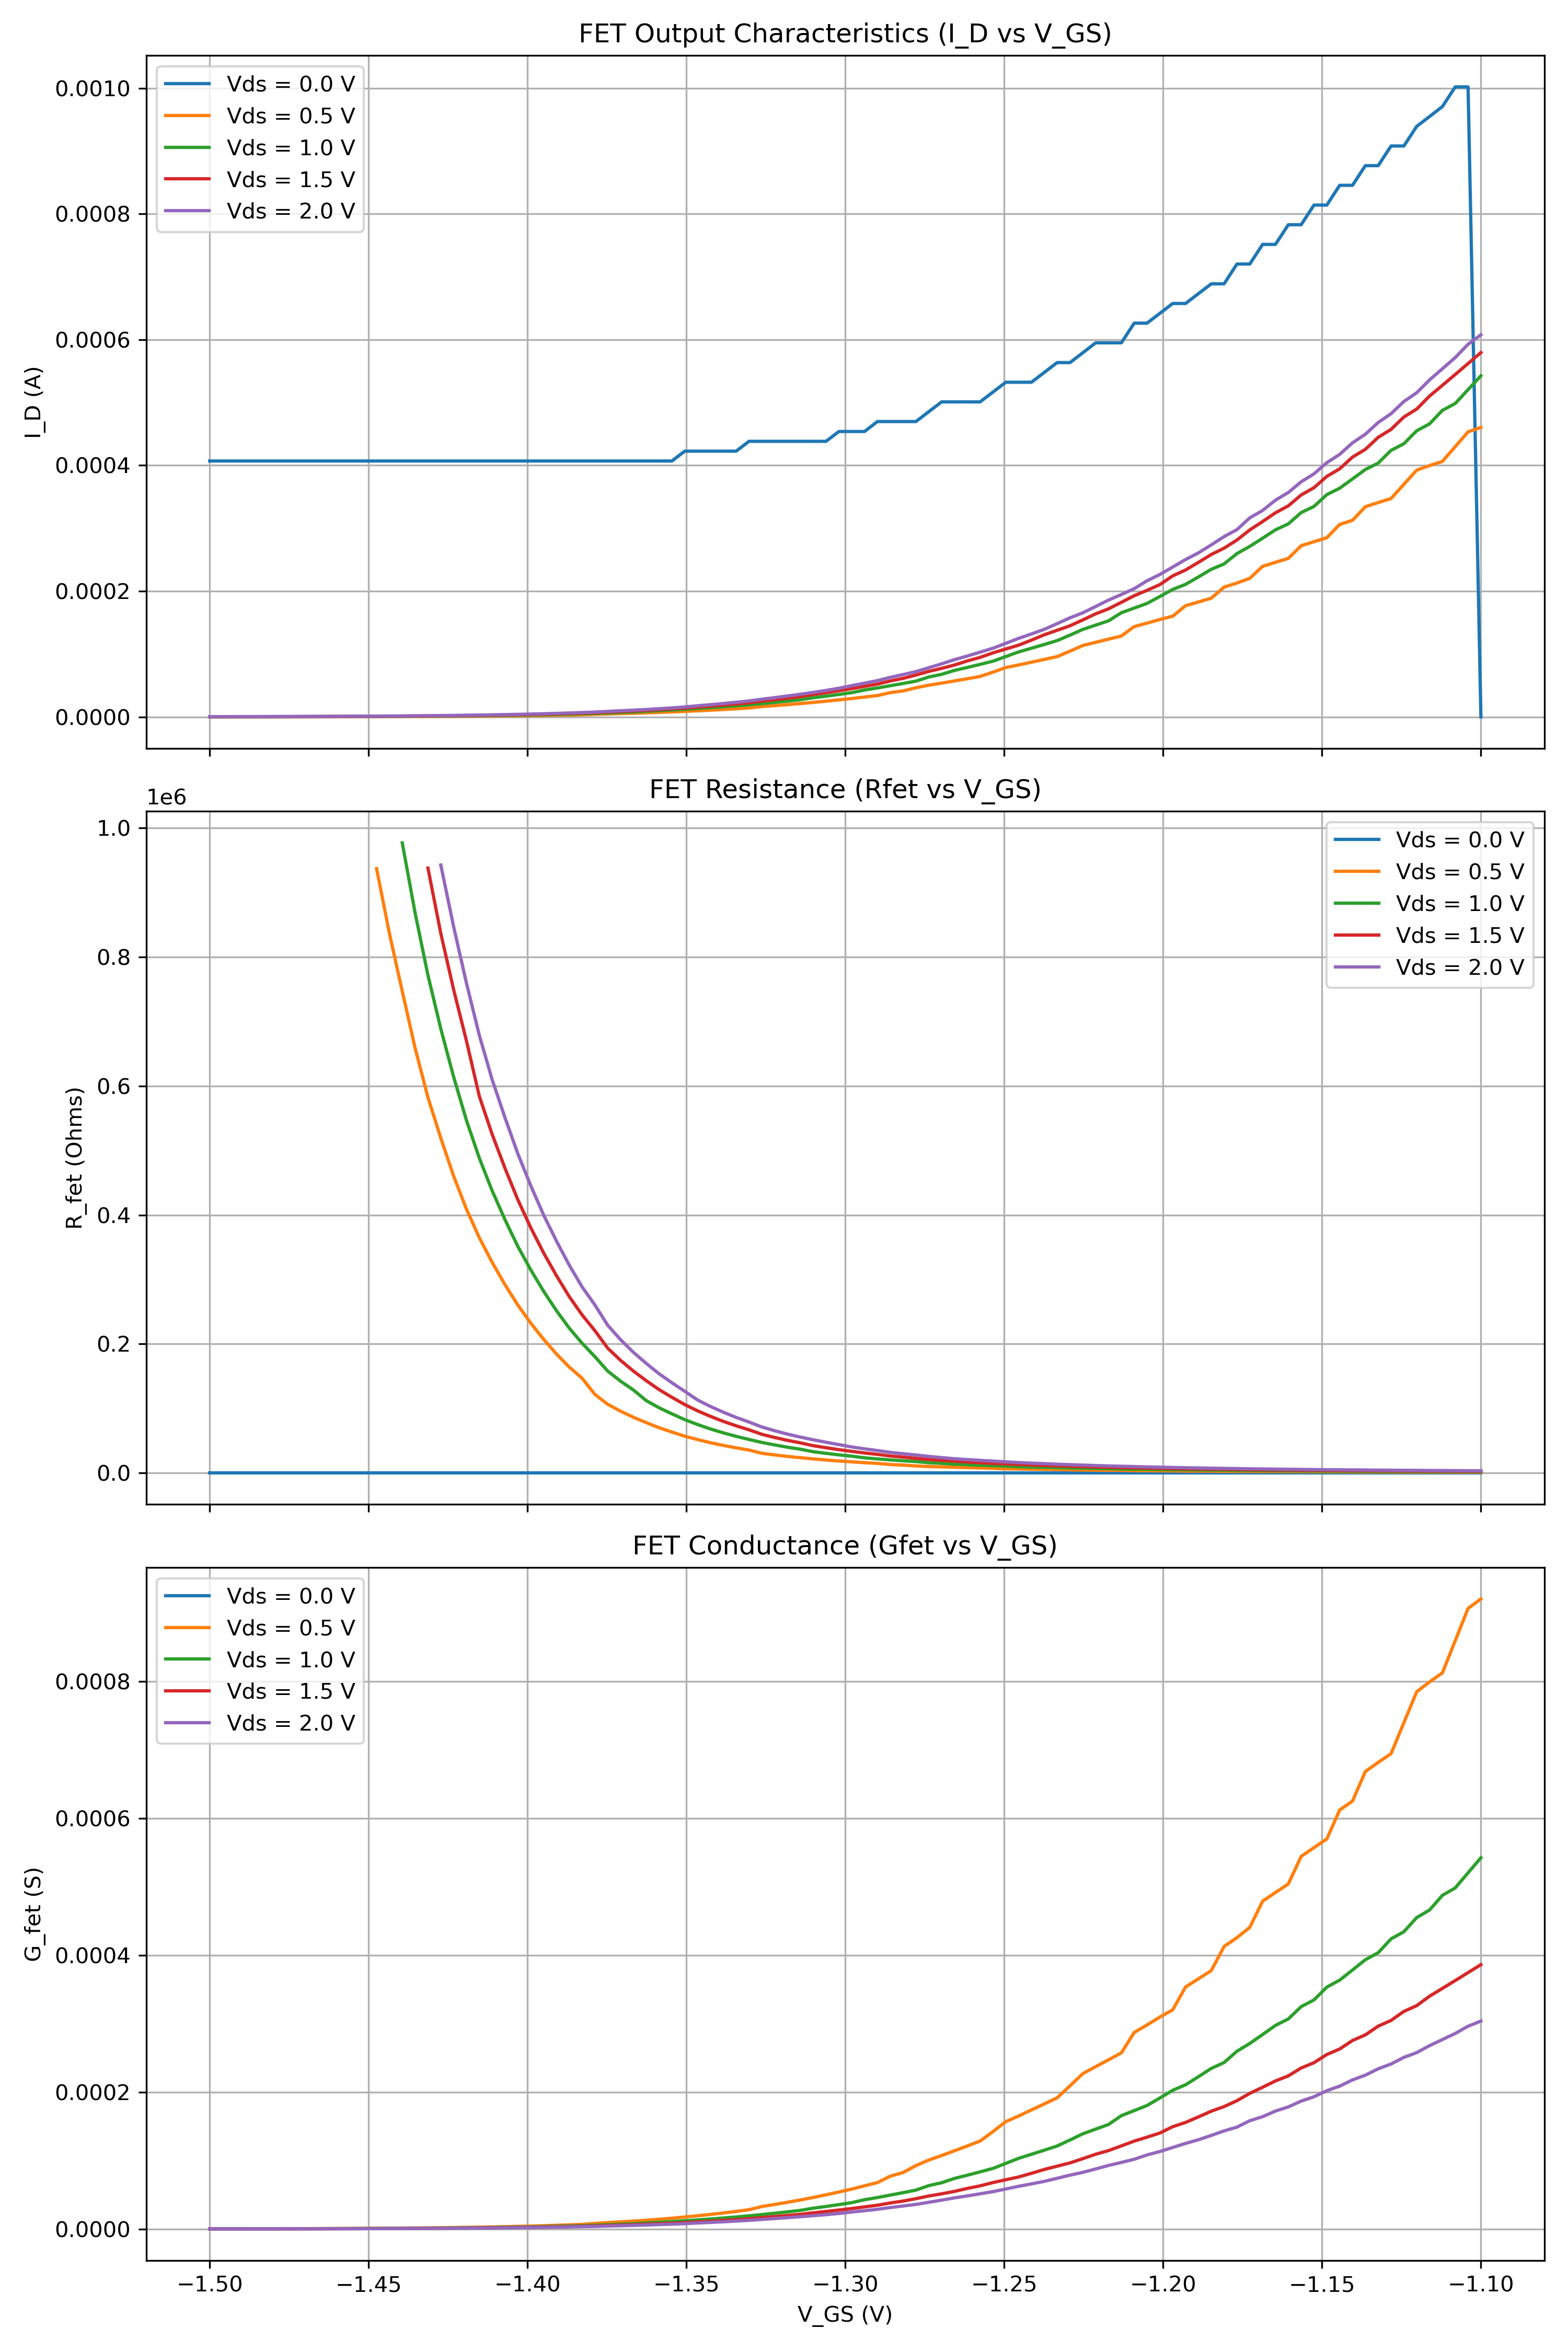 FET Output Characteristics (I_D vs V_GS)
Vds = 0.0 V
Vds = 0.5 V
Vds = 1.0 V
Vds = 1.5 V
Vds = 2.0 V
0.0010
0.0008
0.0006
0.0004
0.0002
0.0000
I_D (A)
FET Resistance (Rfet vs V_GS)
1e6
Vds = 0.0 V
Vds = 0.5 V
Vds = 1.0 V
Vds = 1.5 V
Vds = 2.0 V
1.0
0.8
0.6
0.4
0.2
0.0
R_fet (Ohms)
FET Conductance (Gfet vs V_GS)
Vds = 0.0 V
Vds = 0.5 V
Vds = 1.0 V
Vds = 1.5 V
Vds = 2.0 V
0.0008
0.0006
0.0004
0.0002
0.0000
G_fet (S)
−1.50 −1.45 −1.40 −1.35 −1.30 −1.25 −1.20 −1.15 −1.10
V_GS (V)